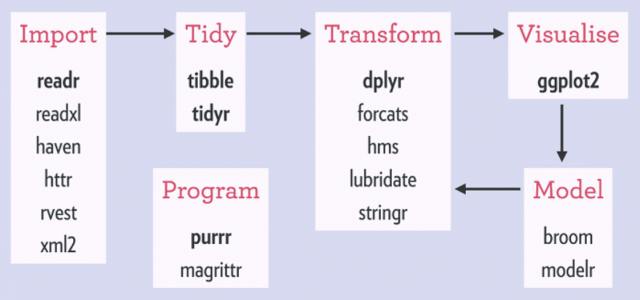 Import
readr
readxl
haven
httr
rvest
xml2
Tidy
tibble
tidyr
Program
purrr
magrittr
Transform
dplyr
forcats
hms
lubridate
stringr
Visualise
ggplot2
Model
broom
modelr